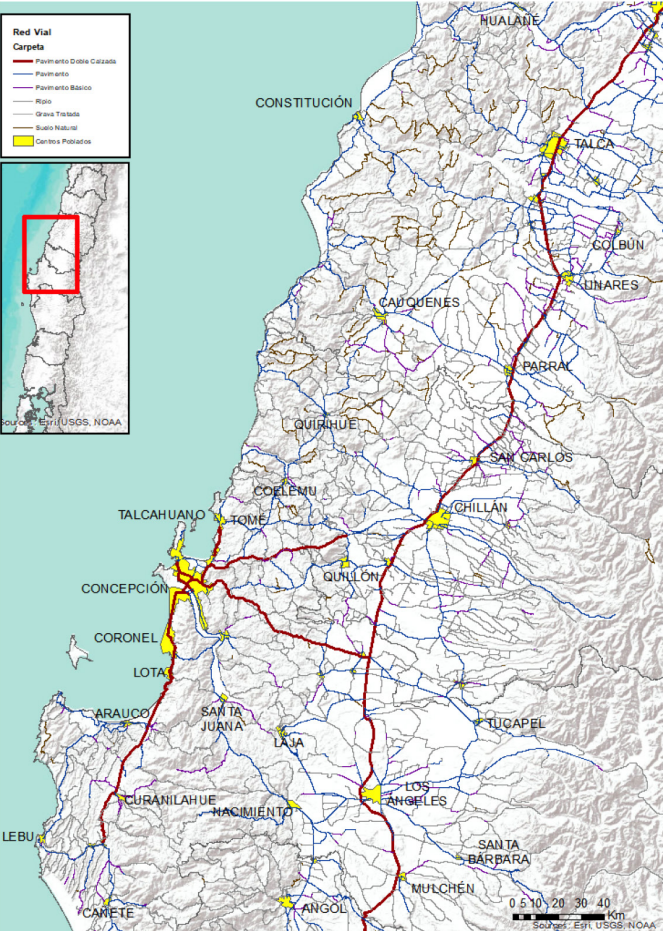 Red Vial
Carpeta
Pavimento Doble Calzada
Pavimento
Pavimento Básico
Ripio
Grava Tratada
Suelo Natural
Centros Poblados
Sources: Esri, USGS, NOAA
HUALAÑÉ
CONSTITUCIÓN
TALCA
COLBÚN
LINARES
CAUQUENES
PARRAL
QUIRIHUE
SAN CARLOS
COELEMU
TALCAHUANO
TOMÉ
CHILLÁN
CONCEPCIÓN
QUILLÓN
CORONEL
LOTA
ARAUCO
SANTA
JUANA
TUCAPEL
LAJA
CURANILAHUE
LOS
ÁNGELES
NACIMIENTO
LEBU
SANTA
BÁRBARA
MULCHÉN
CAÑETE
ANGOL
0 5 10 20 30 40
Km
Sources: Esri, USGS, NOAA